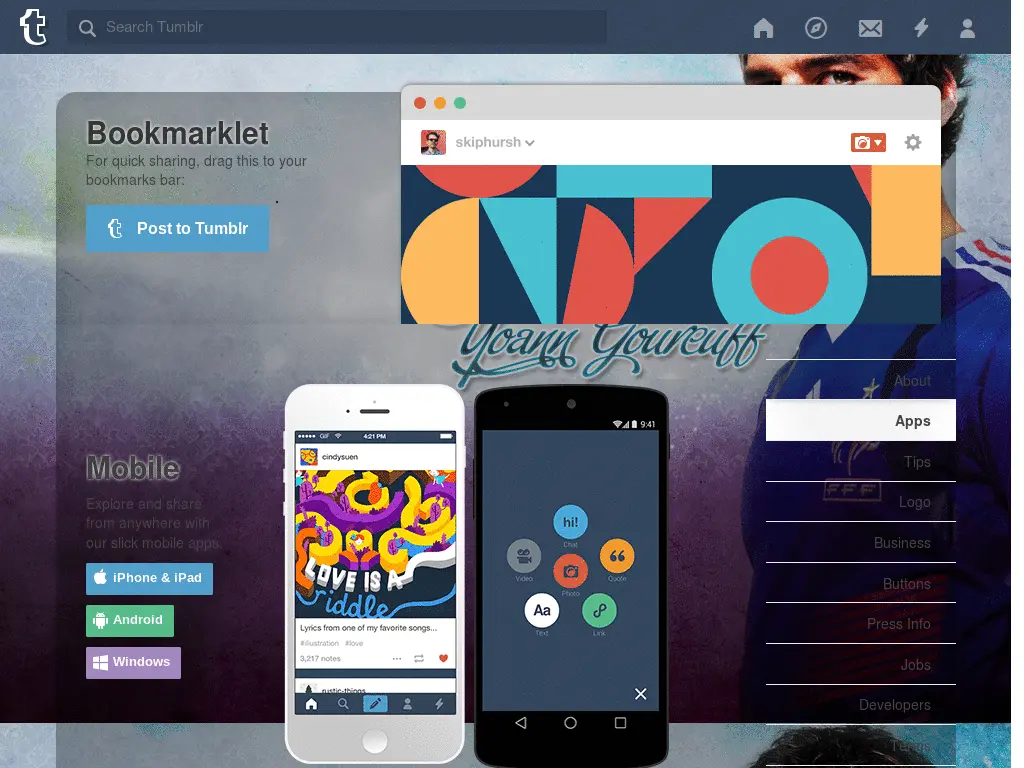 Search Tumblr
Bookmarklet
For quick sharing, drag this to your
bookmarks bar:
Post to Tumblr
skiphursh
Yoann Gourcuff
About
Apps
Tips
Logo
Business
Buttons
Press Info
Jobs
Developers
Terms
Mobile
Explore and share
from anywhere with
our slick mobile apps.
iPhone & iPad
Android
Windows
GIF 4:21 PM
cindysuen
LOVE IS A
riddle
Lyrics from one of my favorite songs...
#illustration #love
3,217 notes
rustic-things
9:41
hi!
Chat
Video
Quote
Photo
Aa
Text
Link
FFF